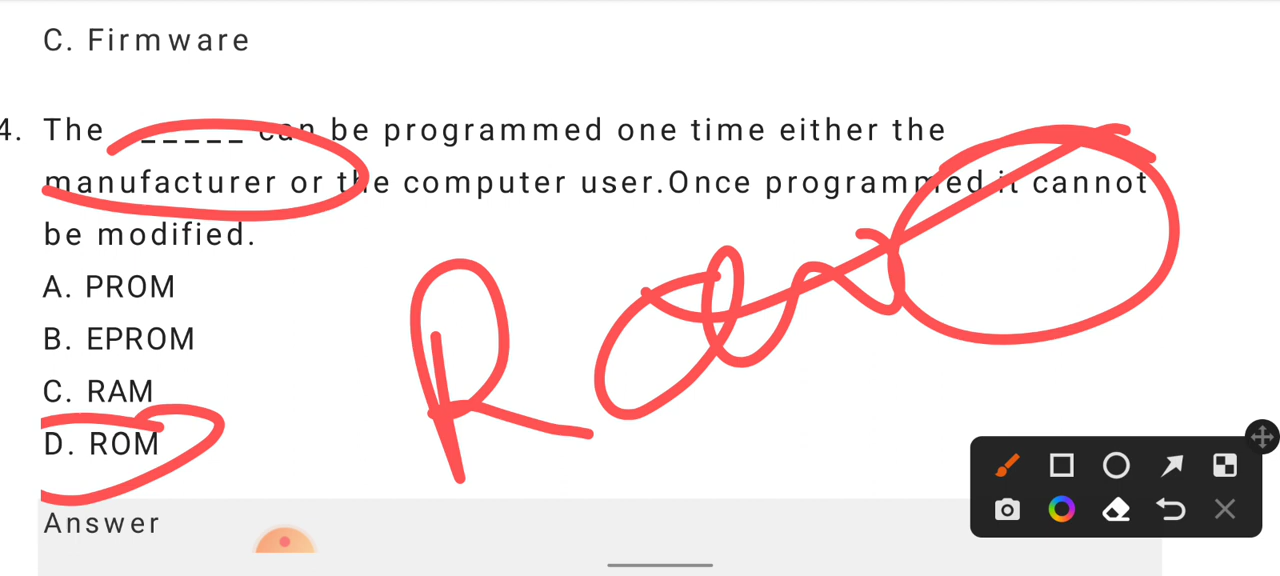 C. Firmware
4. The _____ can be programmed one time either the
manufacturer or the computer user.Once programmed it cannot
be modified.
A. PROM
B. EPROM
C. RAM
D. ROM
Answer